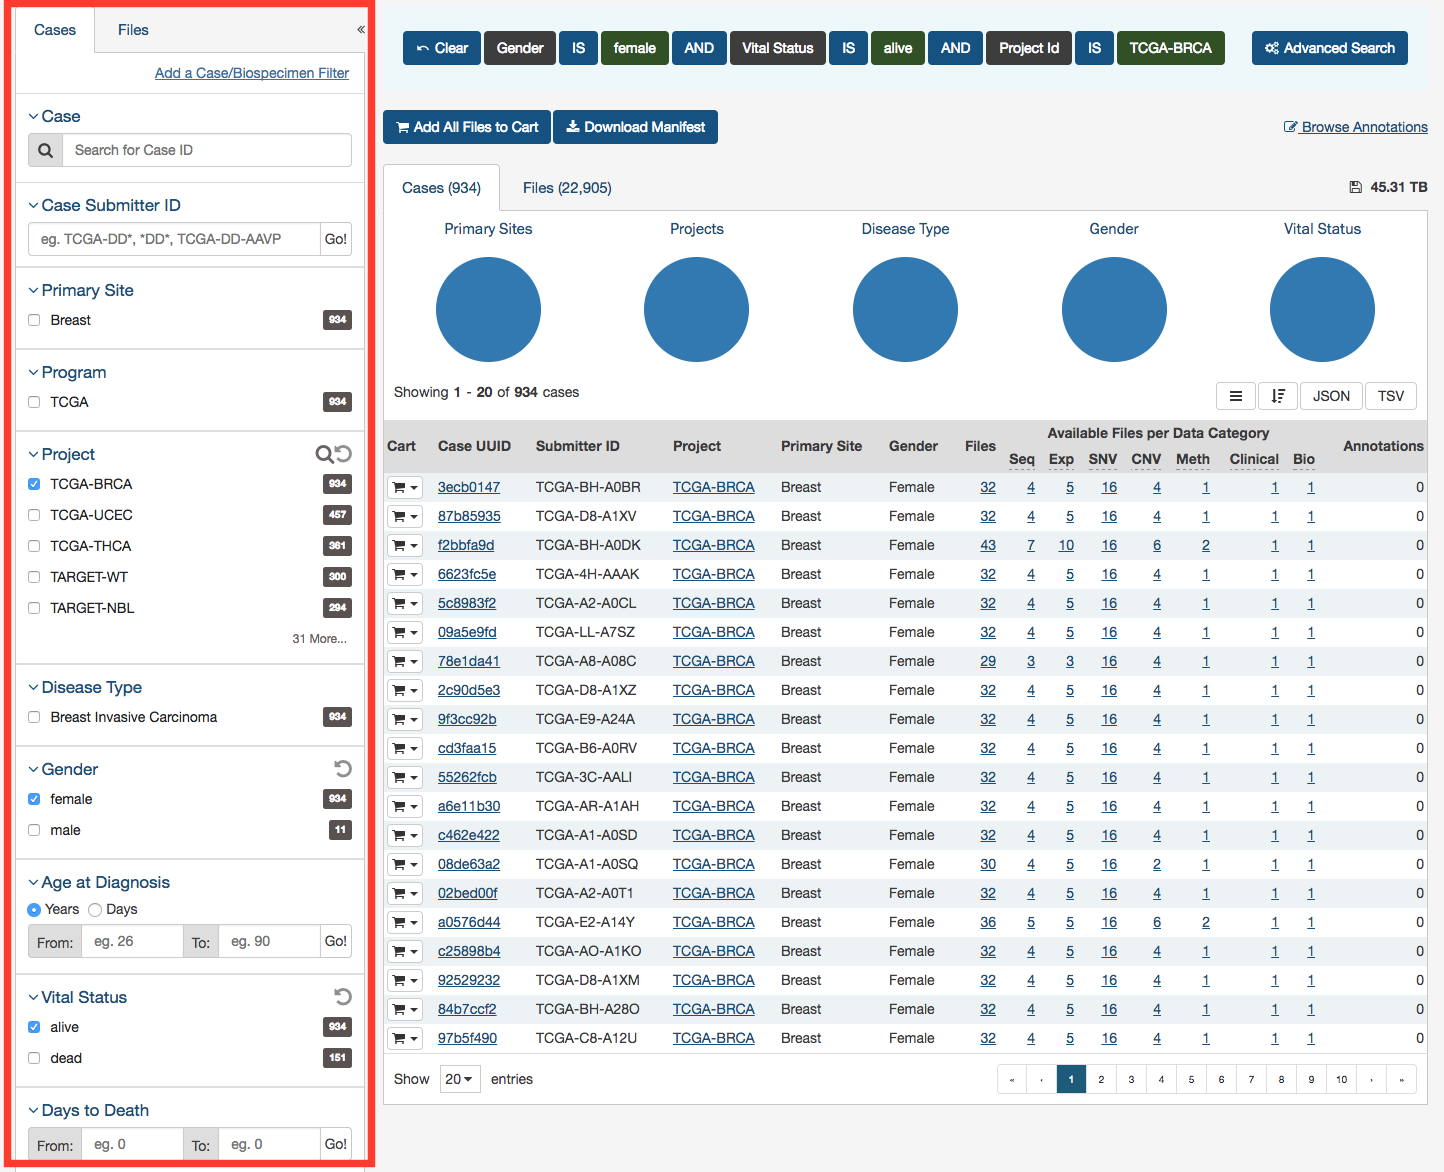 Cases Files «
Add a Case/Biospecimen Filter
Case
Search for Case ID
Case Submitter ID
eg. TCGA-DD*, *DD*, TCGA-DD-AAVP Go!
Primary Site
Breast 934
Program
TCGA 934
Project
TCGA-BRCA 934
TCGA-UCEC 457
TCGA-THCA 361
TARGET-WT 300
TARGET-NBL 294
31 More...
Disease Type
Breast Invasive Carcinoma 934
Gender
female 934
male 11
Age at Diagnosis
Years Days
From: eg. 26 To: eg. 90 Go!
Vital Status
alive 934
dead 151
Days to Death
From: eg. 0 To: eg. 0 Go!
Clear Gender IS female AND Vital Status IS alive AND Project Id IS TCGA-BRCA Advanced Search
Add All Files to Cart Download Manifest Browse Annotations
Cases (934) Files (22,905) 45.31 TB
Primary Sites Projects Disease Type Gender Vital Status
Showing 1 - 20 of 934 cases JSON TSV
Available Files per Data Category
Cart Case UUID Submitter ID Project Primary Site Gender Files Seq Exp SNV CNV Meth Clinical Bio Annotations
3ecb0147 TCGA-BH-A0BR TCGA-BRCA Breast Female 32 4 5 16 4 1 1 1 0
87b85935 TCGA-D8-A1XV TCGA-BRCA Breast Female 32 4 5 16 4 1 1 1 0
f2bbfa9d TCGA-BH-A0DK TCGA-BRCA Breast Female 43 7 10 16 6 2 1 1 0
6623fc5e TCGA-4H-AAAK TCGA-BRCA Breast Female 32 4 5 16 4 1 1 1 0
5c8983f2 TCGA-A2-A0CL TCGA-BRCA Breast Female 32 4 5 16 4 1 1 1 0
09a5e9fd TCGA-LL-A7SZ TCGA-BRCA Breast Female 32 4 5 16 4 1 1 1 0
78e1da41 TCGA-A8-A08C TCGA-BRCA Breast Female 29 3 3 16 4 1 1 1 0
2c90d5e3 TCGA-D8-A1XZ TCGA-BRCA Breast Female 32 4 5 16 4 1 1 1 0
9f3cc92b TCGA-E9-A24A TCGA-BRCA Breast Female 32 4 5 16 4 1 1 1 0
cd3faa15 TCGA-B6-A0RV TCGA-BRCA Breast Female 32 4 5 16 4 1 1 1 0
55262fcb TCGA-3C-AALI TCGA-BRCA Breast Female 32 4 5 16 4 1 1 1 0
a6e11b30 TCGA-AR-A1AH TCGA-BRCA Breast Female 32 4 5 16 4 1 1 1 0
c462e422 TCGA-A1-A0SD TCGA-BRCA Breast Female 32 4 5 16 4 1 1 1 0
08de63a2 TCGA-A1-A0SQ TCGA-BRCA Breast Female 30 4 5 16 2 1 1 1 0
02bed00f TCGA-A2-A0T1 TCGA-BRCA Breast Female 32 4 5 16 4 1 1 1 0
a0576d44 TCGA-E2-A14Y TCGA-BRCA Breast Female 36 5 5 16 6 2 1 1 0
c25898b4 TCGA-AO-A1KO TCGA-BRCA Breast Female 32 4 5 16 4 1 1 1 0
92529232 TCGA-D8-A1XM TCGA-BRCA Breast Female 32 4 5 16 4 1 1 1 0
84b7ccf2 TCGA-BH-A28O TCGA-BRCA Breast Female 32 4 5 16 4 1 1 1 0
97b5f490 TCGA-C8-A12U TCGA-BRCA Breast Female 32 4 5 16 4 1 1 1 0
Show 20 entries « ‹ 1 2 3 4 5 6 7 8 9 10 › »